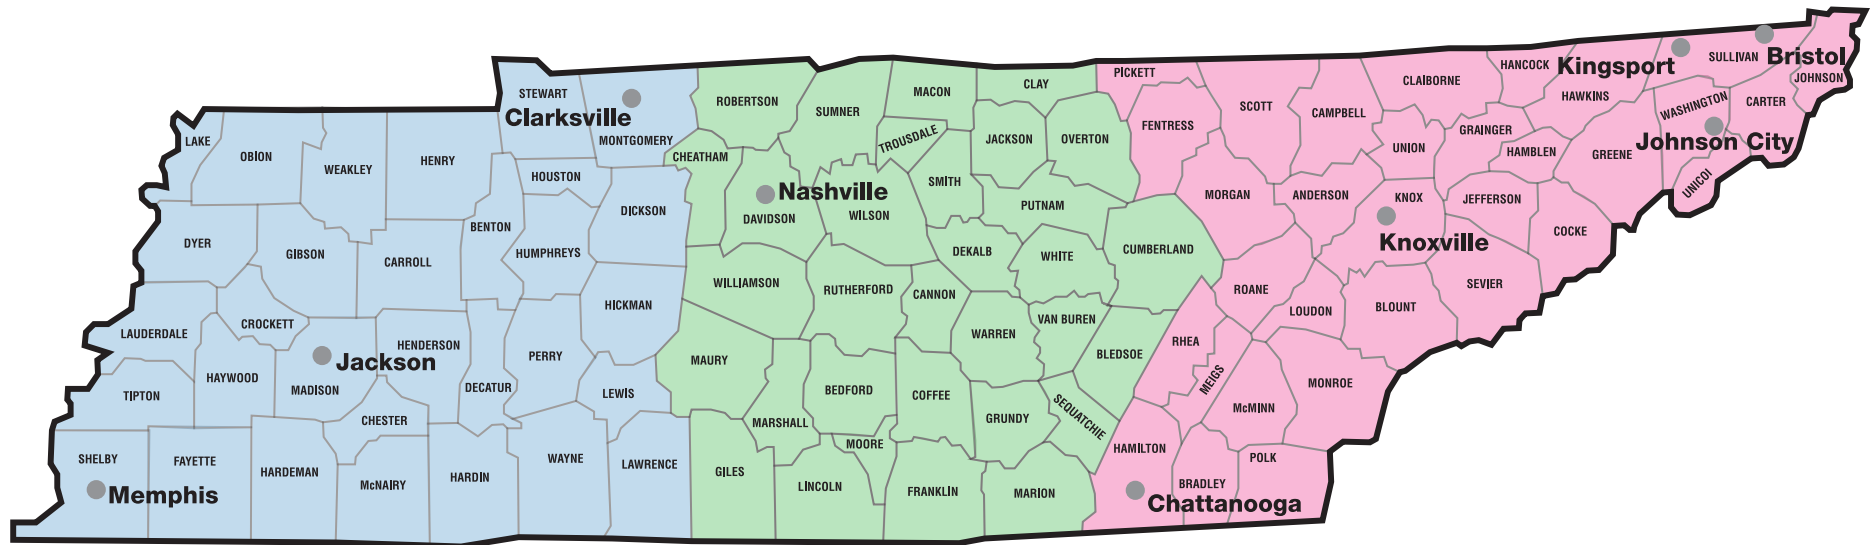 STEWART
Clarksville
MONTGOMERY
LAKE
OBION
WEAKLEY
HENRY
HOUSTON
DICKSON
DYER
GIBSON
CARROLL
BENTON
HUMPHREYS
HICKMAN
LAUDERDALE
CROCKETT
HENDERSON
Jackson
PERRY
TIPTON
HAYWOOD
MADISON
DECATUR
LEWIS
CHESTER
SHELBY
FAYETTE
HARDEMAN
McNAIRY
HARDIN
WAYNE
LAWRENCE
Memphis
ROBERTSON
SUMNER
MACON
CLAY
TROUSDALE
JACKSON
OVERTON
CHEATHAM
Nashville
DAVIDSON
WILSON
SMITH
PUTNAM
DEKALB
WHITE
CUMBERLAND
WILLIAMSON
RUTHERFORD
CANNON
WARREN
VAN BUREN
BLEDSOE
MAURY
BEDFORD
COFFEE
GRUNDY
SEQUATCHIE
MARSHALL
MOORE
GILES
LINCOLN
FRANKLIN
MARION
PICKETT
FENTRESS
SCOTT
CAMPBELL
CLAIBORNE
HANCOCK
Kingsport
SULLIVAN
Bristol
JOHNSON
HAWKINS
WASHINGTON
CARTER
GRAINGER
UNION
HAMBLEN
GREENE
Johnson City
UNICOI
MORGAN
ANDERSON
KNOX
JEFFERSON
Knoxville
COCKE
ROANE
LOUDON
BLOUNT
SEVIER
RHEA
MEIGS
McMINN
MONROE
HAMILTON
BRADLEY
POLK
Chattanooga